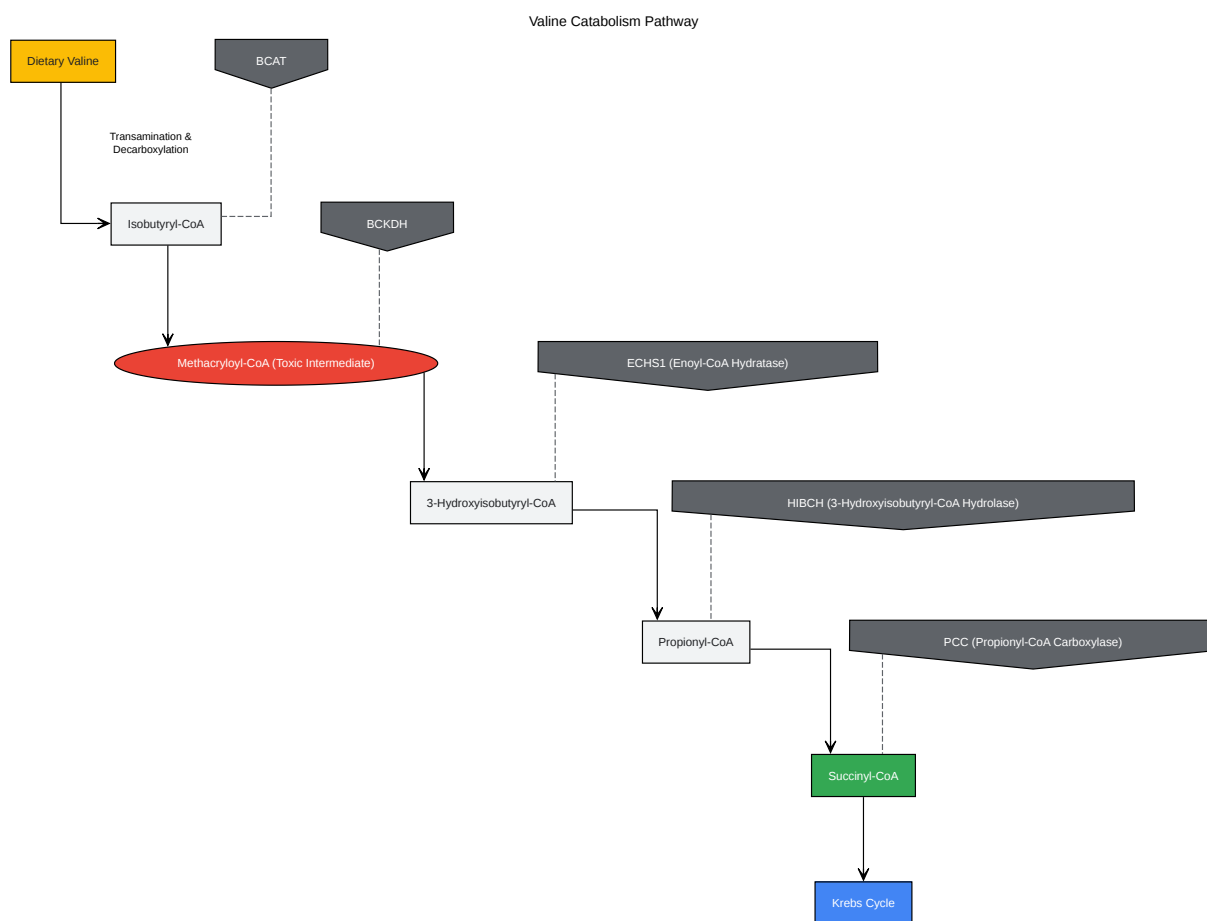 Valine Catabolism Pathway
Dietary Valine
BCAT
Transamination &
Decarboxylation
Isobutyryl-CoA
BCKDH
Methacryloyl-CoA (Toxic Intermediate)
ECHS1 (Enoyl-CoA Hydratase)
3-Hydroxyisobutyryl-CoA
HIBCH (3-Hydroxyisobutyryl-CoA Hydrolase)
Propionyl-CoA
PCC (Propionyl-CoA Carboxylase)
Succinyl-CoA
Krebs Cycle